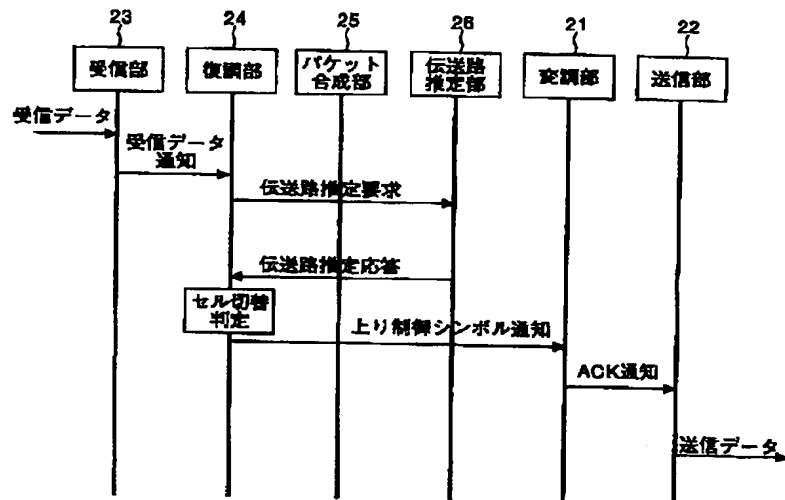 23
24
25
26
21
22
受信部
復調部
パケット
合成部
伝送路
推定部
変調部
送信部
受信データ
受信データ
通知
伝送路推定要求
伝送路推定応答
セル切替
判定
上り制御シンボル通知
ACK通知
送信データ